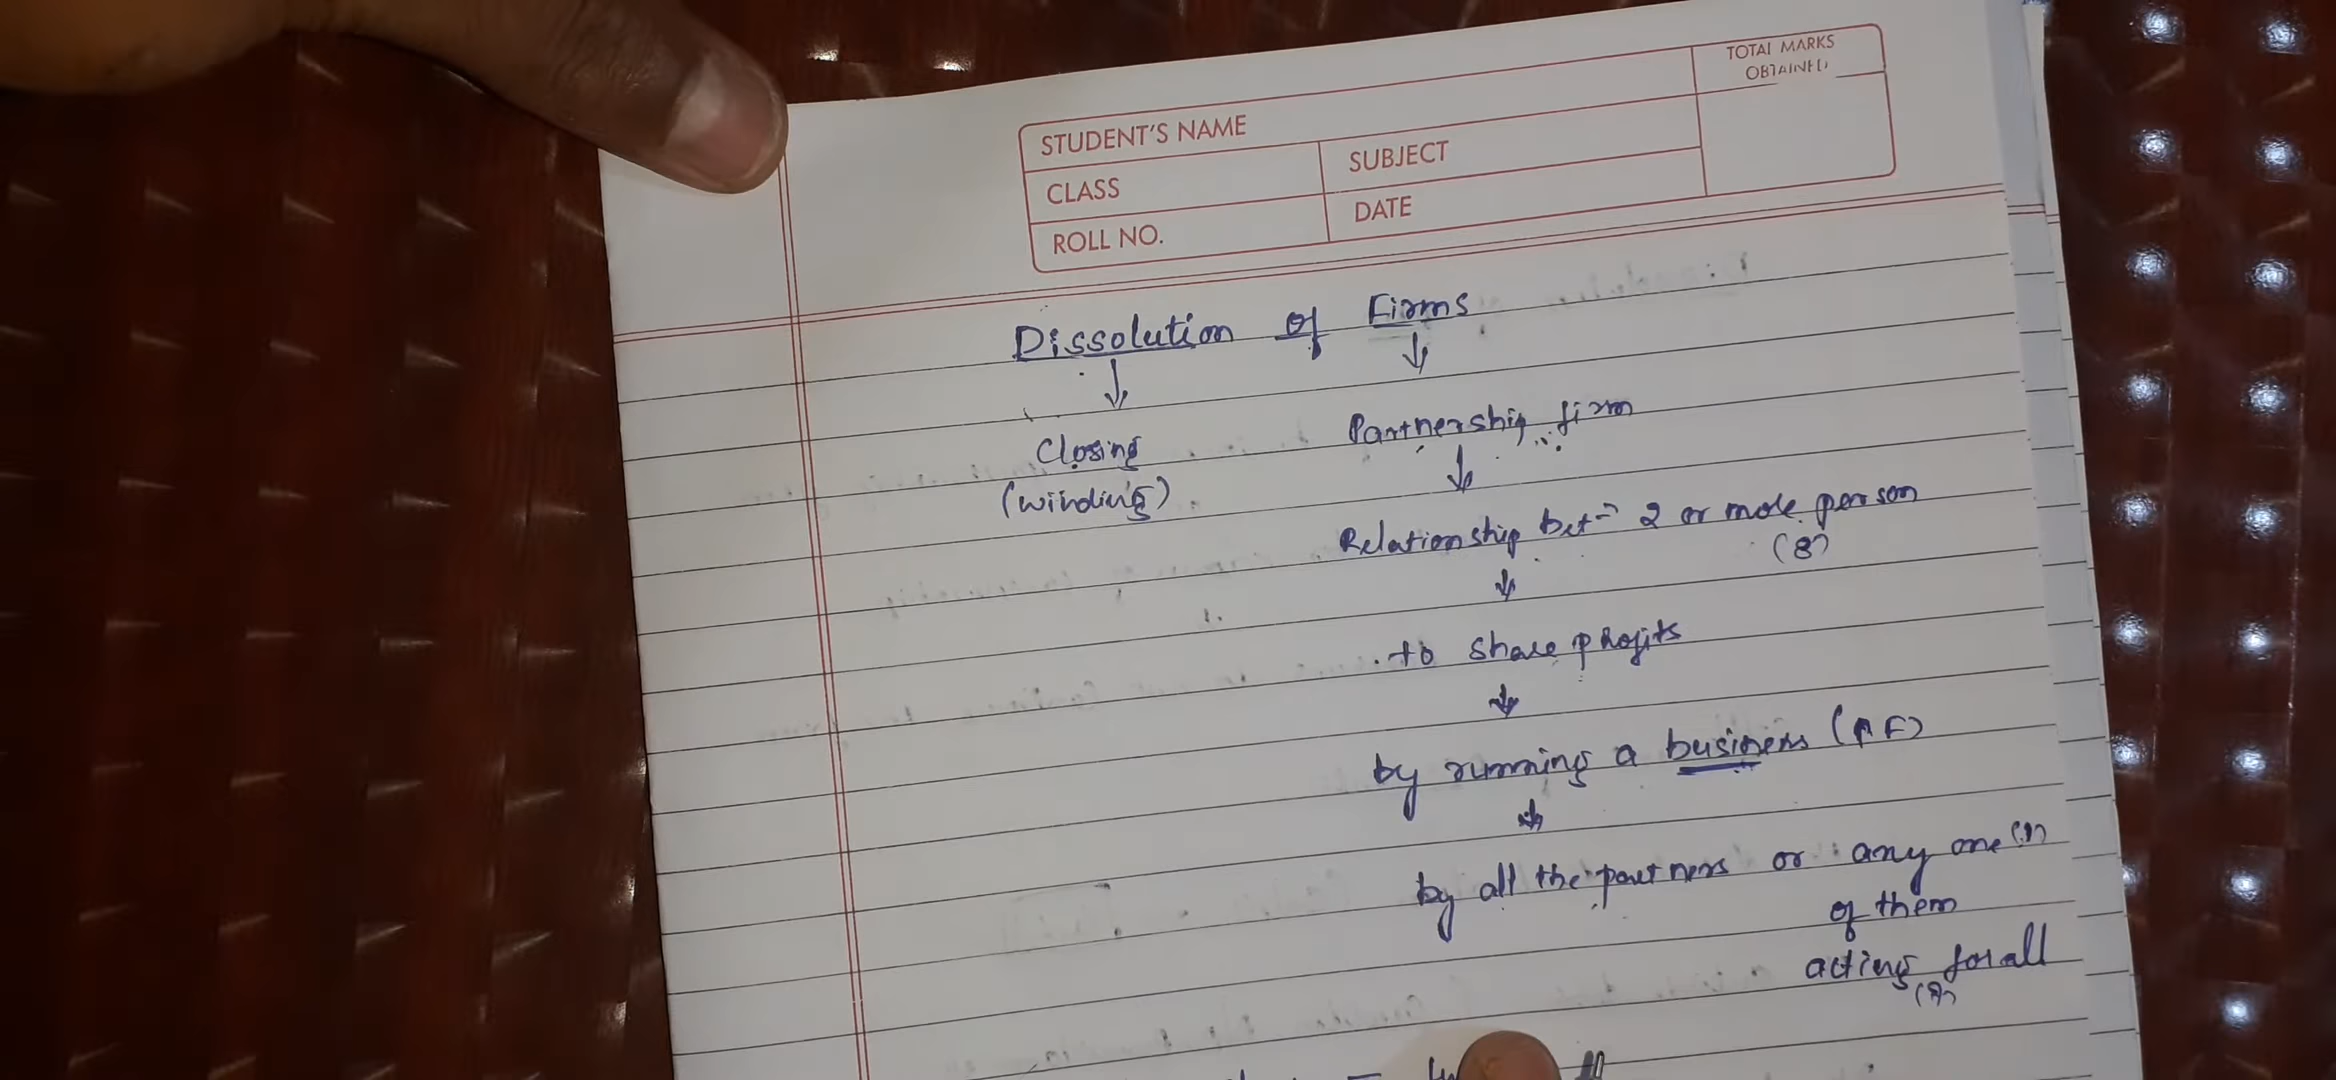 STUDENT'S NAME
TOTAL MARKS
OBTAINED
CLASS
SUBJECT
ROLL NO.
DATE
Dissolution of Firms
Closing
(winding)
Partnership firm
Relationship bet= 2 or more person
(8)
to share profits
by running a business (PF)
by all the partners or any one (1)
of them
acting for all